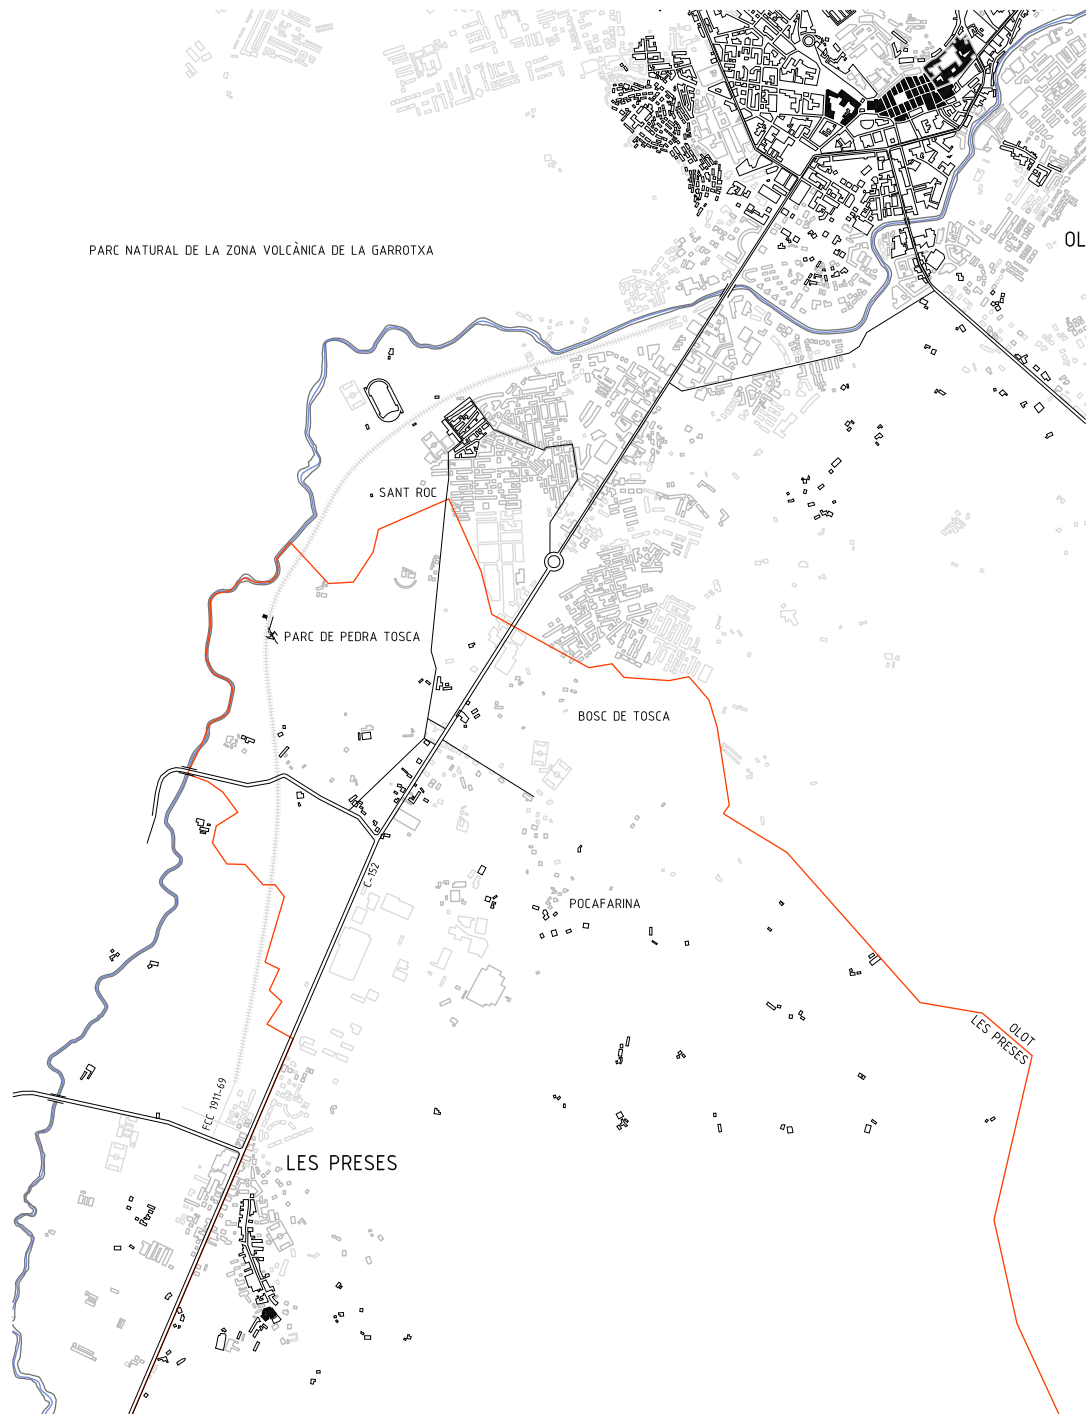 OL
PARC NATURAL DE LA ZONA VOLCÀNICA DE LA GARROTXA
SANT ROC
PARC DE PEDRA TOSCA
BOSC DE TOSCA
C-152
POCAFARINA
OLOT
LES PRESES
FCC 1911-69
LES PRESES